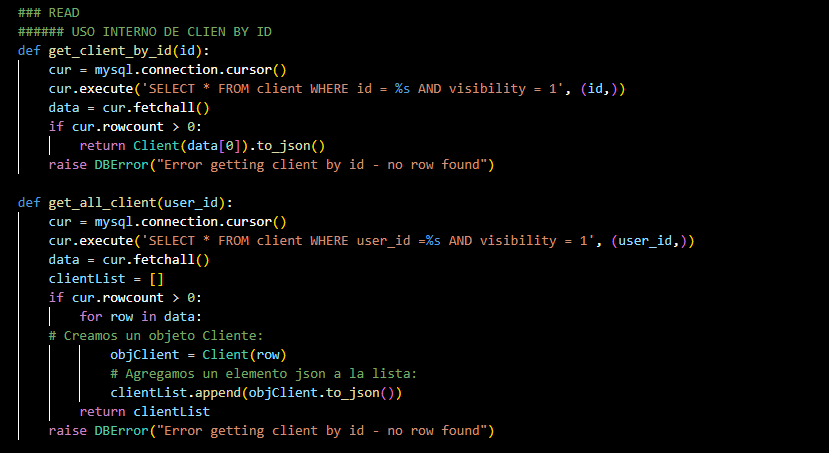 ### READ
###### USO INTERNO DE CLIEN BY ID
def get_client_by_id(id):
    cur = mysql.connection.cursor()
    cur.execute('SELECT * FROM client WHERE id = %s AND visibility = 1', (id,))
    data = cur.fetchall()
    if cur.rowcount > 0:
        return Client(data[0]).to_json()
    raise DBError("Error getting client by id - no row found")

def get_all_client(user_id):
    cur = mysql.connection.cursor()
    cur.execute('SELECT * FROM client WHERE user_id =%s AND visibility = 1', (user_id,))
    data = cur.fetchall()
    clientList = []
    if cur.rowcount > 0:
        for row in data:
    # Creamos un objeto Cliente:
            objClient = Client(row)
            # Agregamos un elemento json a la lista:
            clientList.append(objClient.to_json())
        return clientList
    raise DBError("Error getting client by id - no row found")